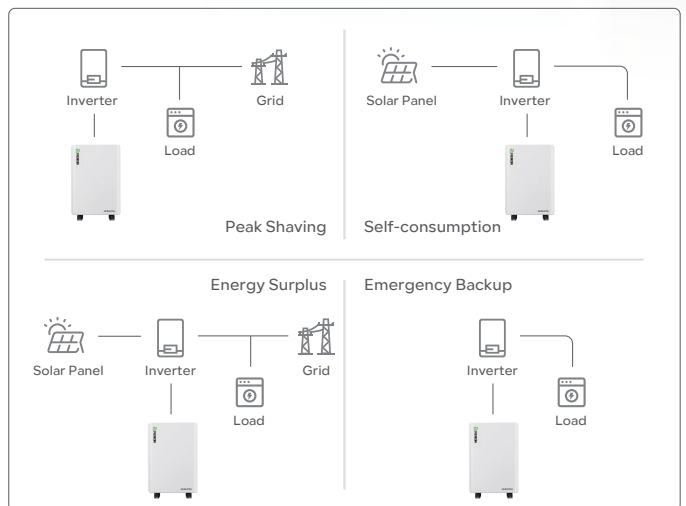 Inverter
Grid
Load
Peak Shaving
Solar Panel
Inverter
Load
Self-consumption
Energy Surplus
Solar Panel
Inverter
Grid
Load
Emergency Backup
Inverter
Load